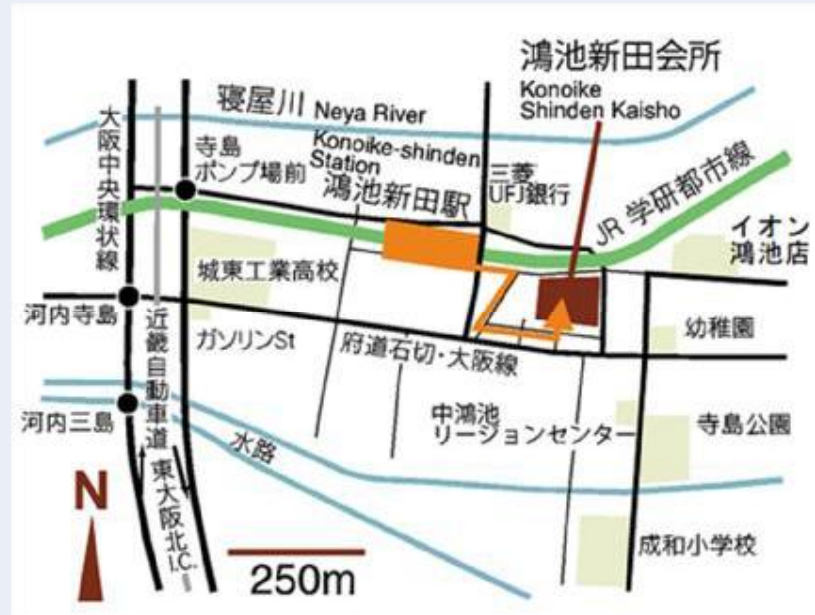 鴻池新田会所
Konoike
Shinden Kaisho
大阪中央環状線
寝屋川 Neya River
寺島
ポンプ場前
Konoike-shinden
Station
鴻池新田駅
三菱
UFJ銀行
JR 学研都市線
イオン
鴻池店
城東工業高校
河内寺島
近畿自動車道
ガソリンSt
府道石切・大阪線
幼稚園
河内三島
水路
中鴻池
リージョンセンター
寺島公園
東大阪北I.C.
N
250m
成和小学校